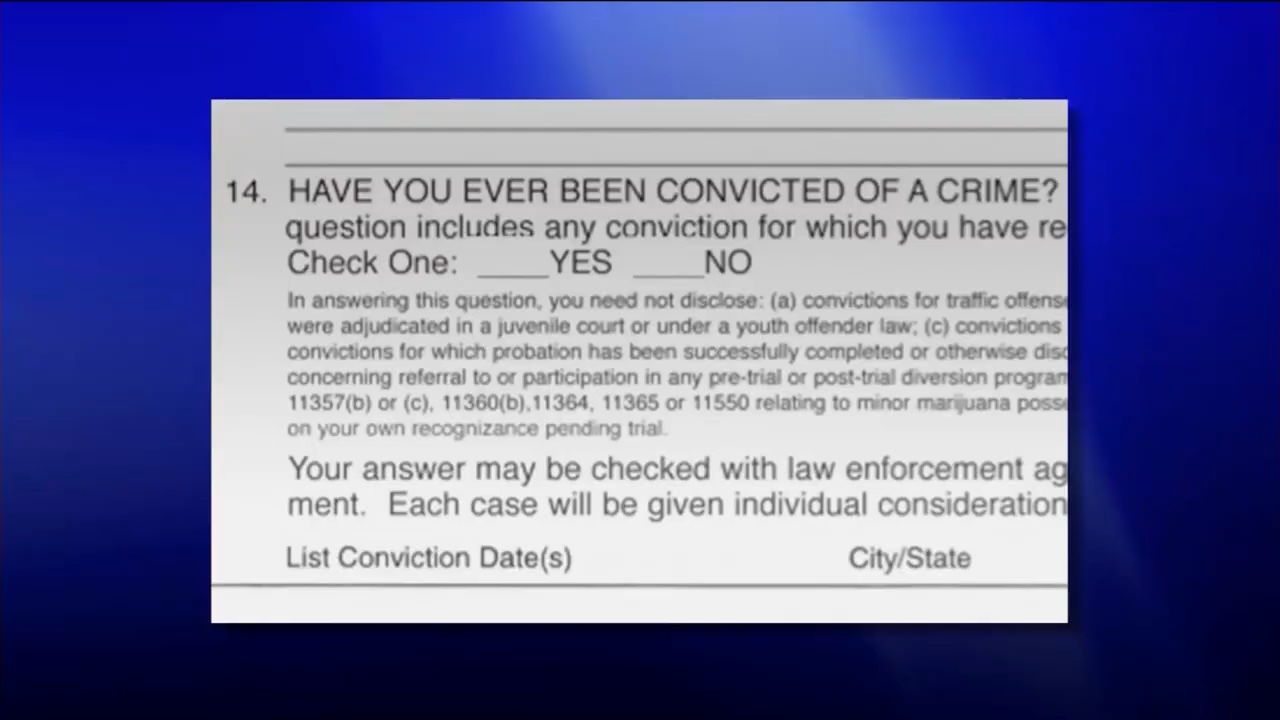 14. HAVE YOU EVER BEEN CONVICTED OF A CRIME?
question includes any conviction for which you have re
Check One: ____YES ____NO
In answering this question, you need not disclose: (a) convictions for traffic offens
were adjudicated in a juvenile court or under a youth offender law; (c) convictions
convictions for which probation has been successfully completed or otherwise disc
concerning referral to or participation in any pre-trial or post-trial diversion program
11357(b) or (c), 11360(b),11364, 11365 or 11550 relating to minor marijuana posse
on your own recognizance pending trial.
Your answer may be checked with law enforcement ag
ment. Each case will be given individual consideration
List Conviction Date(s) City/State